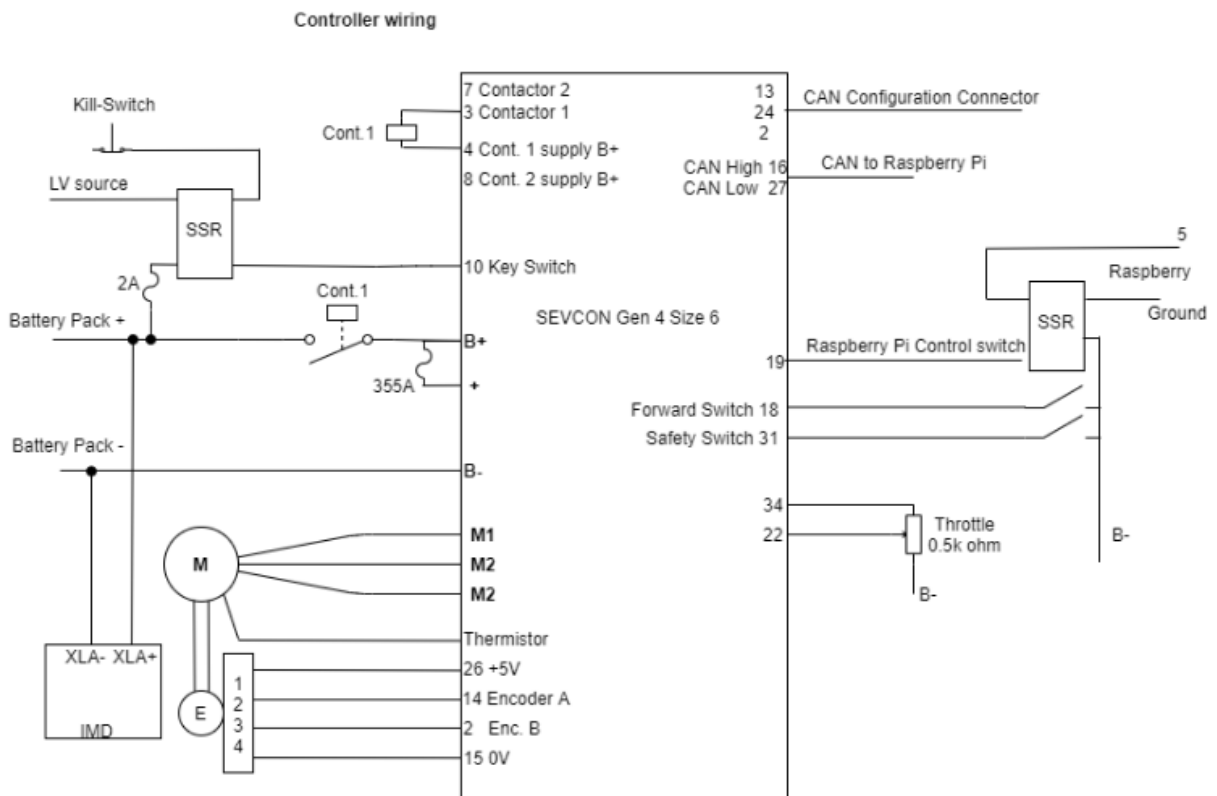 Controller wiring
Kill-Switch
LV source
SSR
2A
Battery Pack +
Cont.1
355A
Battery Pack -
Cont.1
7 Contactor 2
3 Contactor 1
4 Cont. 1 supply B+
8 Cont. 2 supply B+
10 Key Switch
SEVCON Gen 4 Size 6
B+
+
B-
M
M1
M2
M2
Thermistor
XLA- XLA+
IMD
E
1
2
3
4
26 +5V
14 Encoder A
2 Enc. B
15 0V
13
24
2
CAN Configuration Connector
CAN High 16
CAN Low 27
CAN to Raspberry Pi
5
Raspberry
Ground
SSR
19
Raspberry Pi Control switch
Forward Switch 18
Safety Switch 31
34
22
Throttle
0.5k ohm
B-
B-